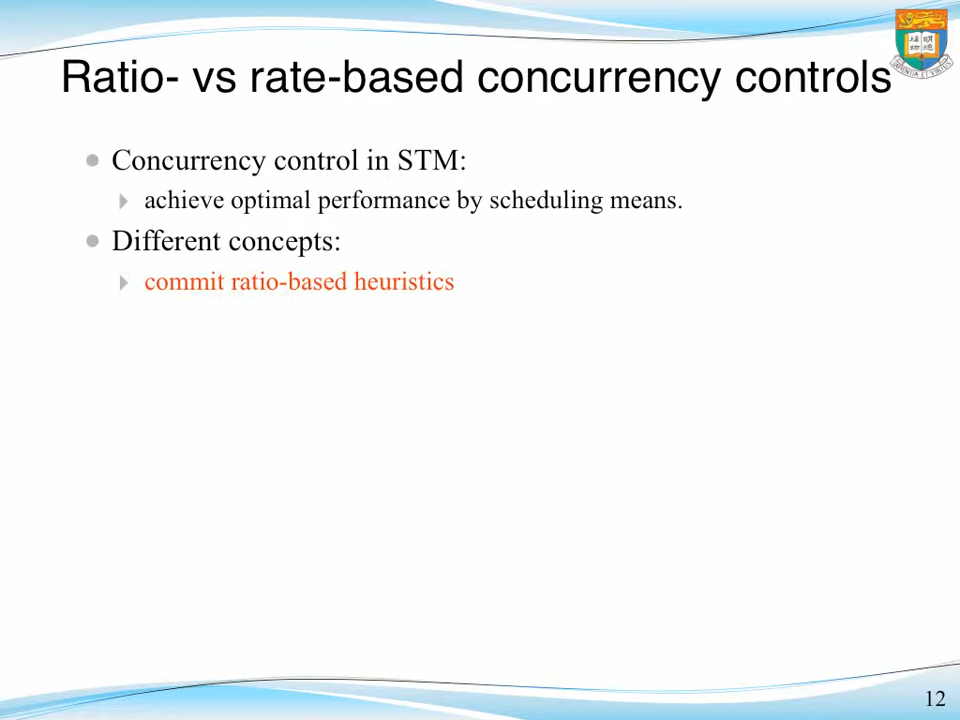 Ratio- vs rate-based concurrency controls
Concurrency control in STM:
achieve optimal performance by scheduling means.
Different concepts:
commit ratio-based heuristics
12